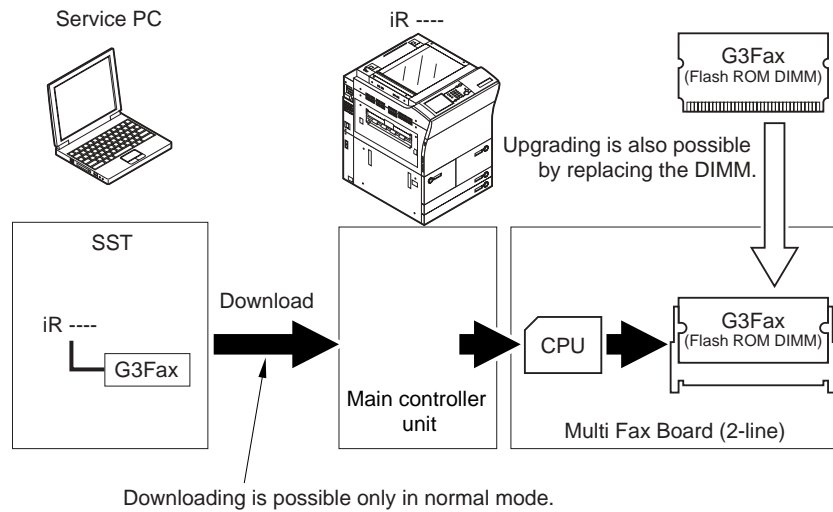 Service PC
iR ----
G3Fax
(Flash ROM DIMM)
Upgrading is also possible
by replacing the DIMM.
SST
iR ----
G3Fax
Download
Main controller
unit
CPU
G3Fax
(Flash ROM DIMM)
Multi Fax Board (2-line)
Downloading is possible only in normal mode.